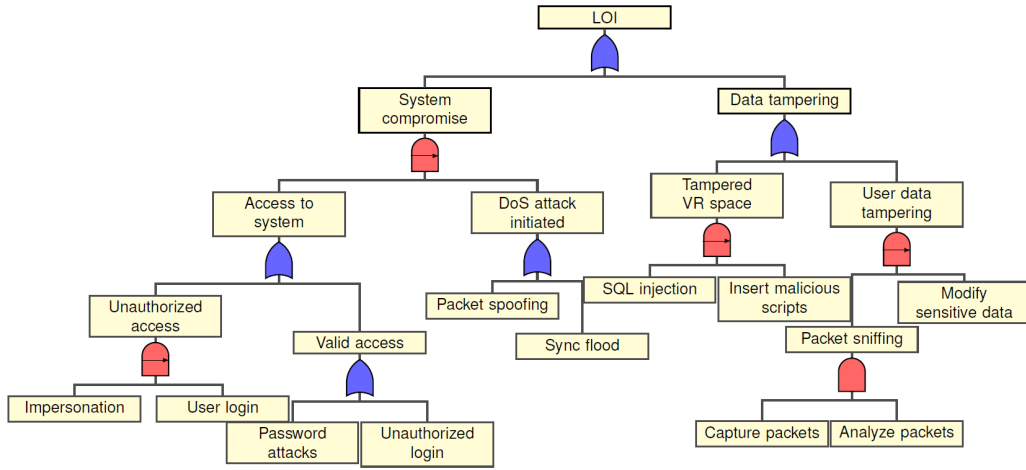 LOI
System
compromise
Data tampering
Access to
system
DoS attack
initiated
Tampered
VR space
User data
tampering
Unauthorized
access
Valid access
Packet spoofing
Sync flood
SQL injection
Insert malicious
scripts
Packet sniffing
Modify
sensitive data
Impersonation
User login
Password
attacks
Unauthorized
login
Capture packets
Analyze packets